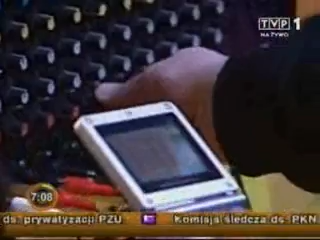 TVP 1
NA ŻYWO
7:08
ds. prywatyzacji PZU
Komisja śledcza ds. PKN